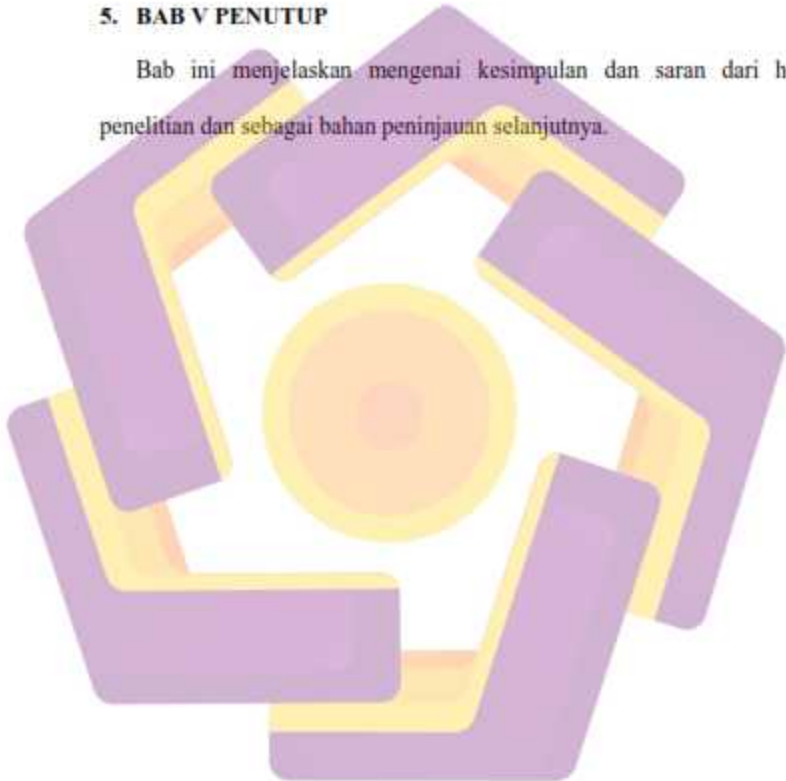 5. BAB V PENUTUP
Bab ini menjelaskan mengenai kesimpulan dan saran dari h
penelitian dan sebagai bahan peninjauan selanjutnya.